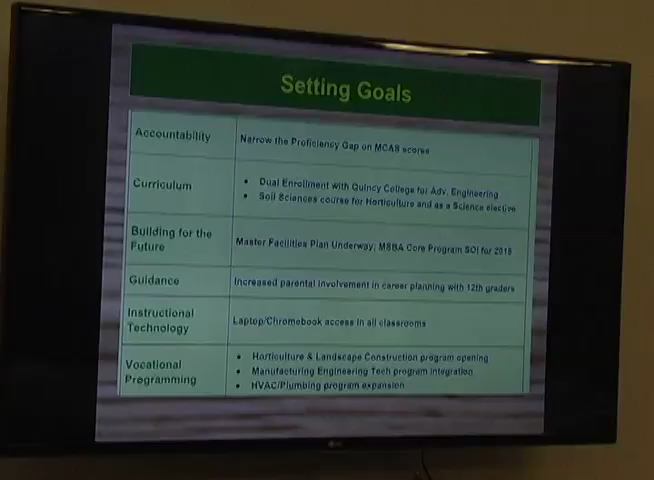 Setting Goals
Accountability
Narrow the Proficiency Gap on MCAS scores
Curriculum
• Dual Enrollment with Quincy College for Adv. Engineering
• Soil Sciences course for Horticulture and as a Science elective
Building for the
Future
Master Facilities Plan Underway; MSBA Core Program SOI for 2018
Guidance
Increased parental involvement in career planning with 12th graders
Instructional
Technology
Laptop/Chromebook access in all classrooms
Vocational
Programming
• Horticulture & Landscape Construction program opening
• Manufacturing Engineering Tech program integration
• HVAC/Plumbing program expansion
LG